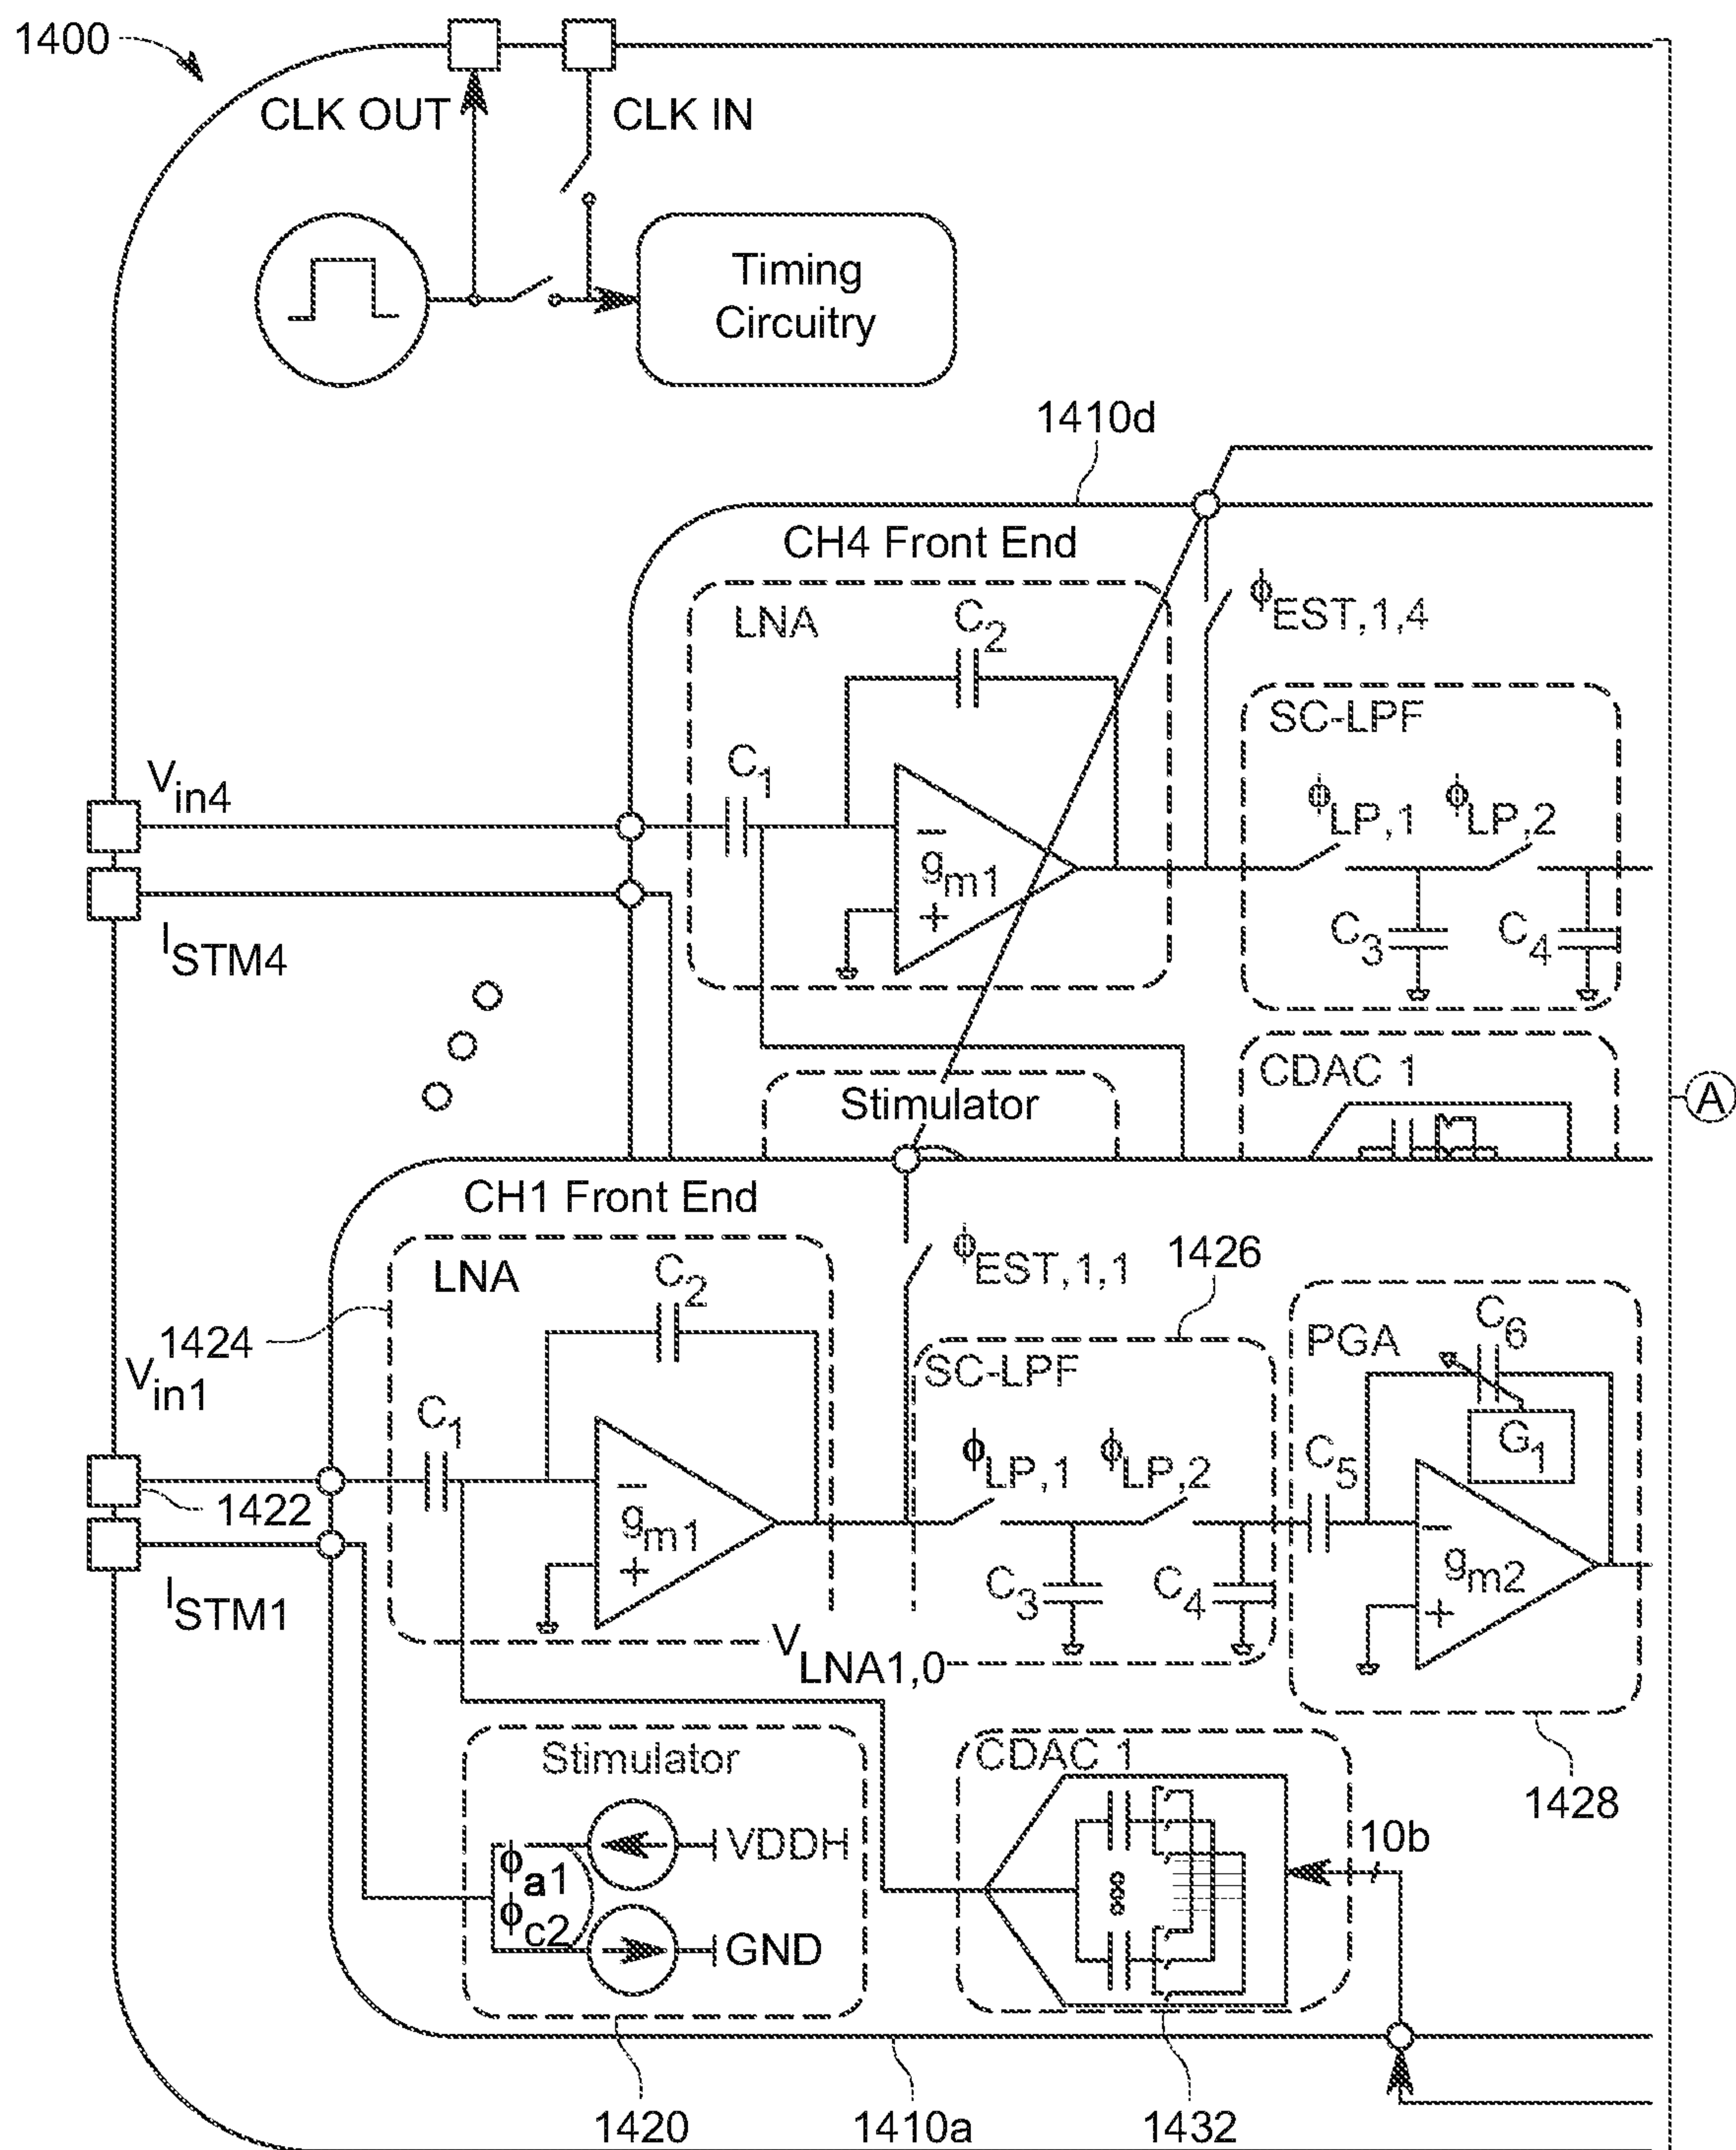 1400
CLK OUT
CLK IN
Timing
Circuitry
1410d
CH4 Front End
LNA
C2
ϕEST,1,4
SC-LPF
C1
Vin4
ϕLP,1
ϕLP,2
−
gm1
+
C3
C4
ISTM4
CDAC 1
A
Stimulator
CH1 Front End
LNA
C2
ϕEST,1,1
1426
1424
PGA
C6
Vin1
SC-LPF
C1
G1
C5
ϕLP,1
ϕLP,2
1422
−
gm1
+
−
gm2
+
C3
C4
ISTM1
VLNA1,0
Stimulator
CDAC 1
1428
VDDH
10b
ϕa1
ϕc2
GND
1420
1410a
1432